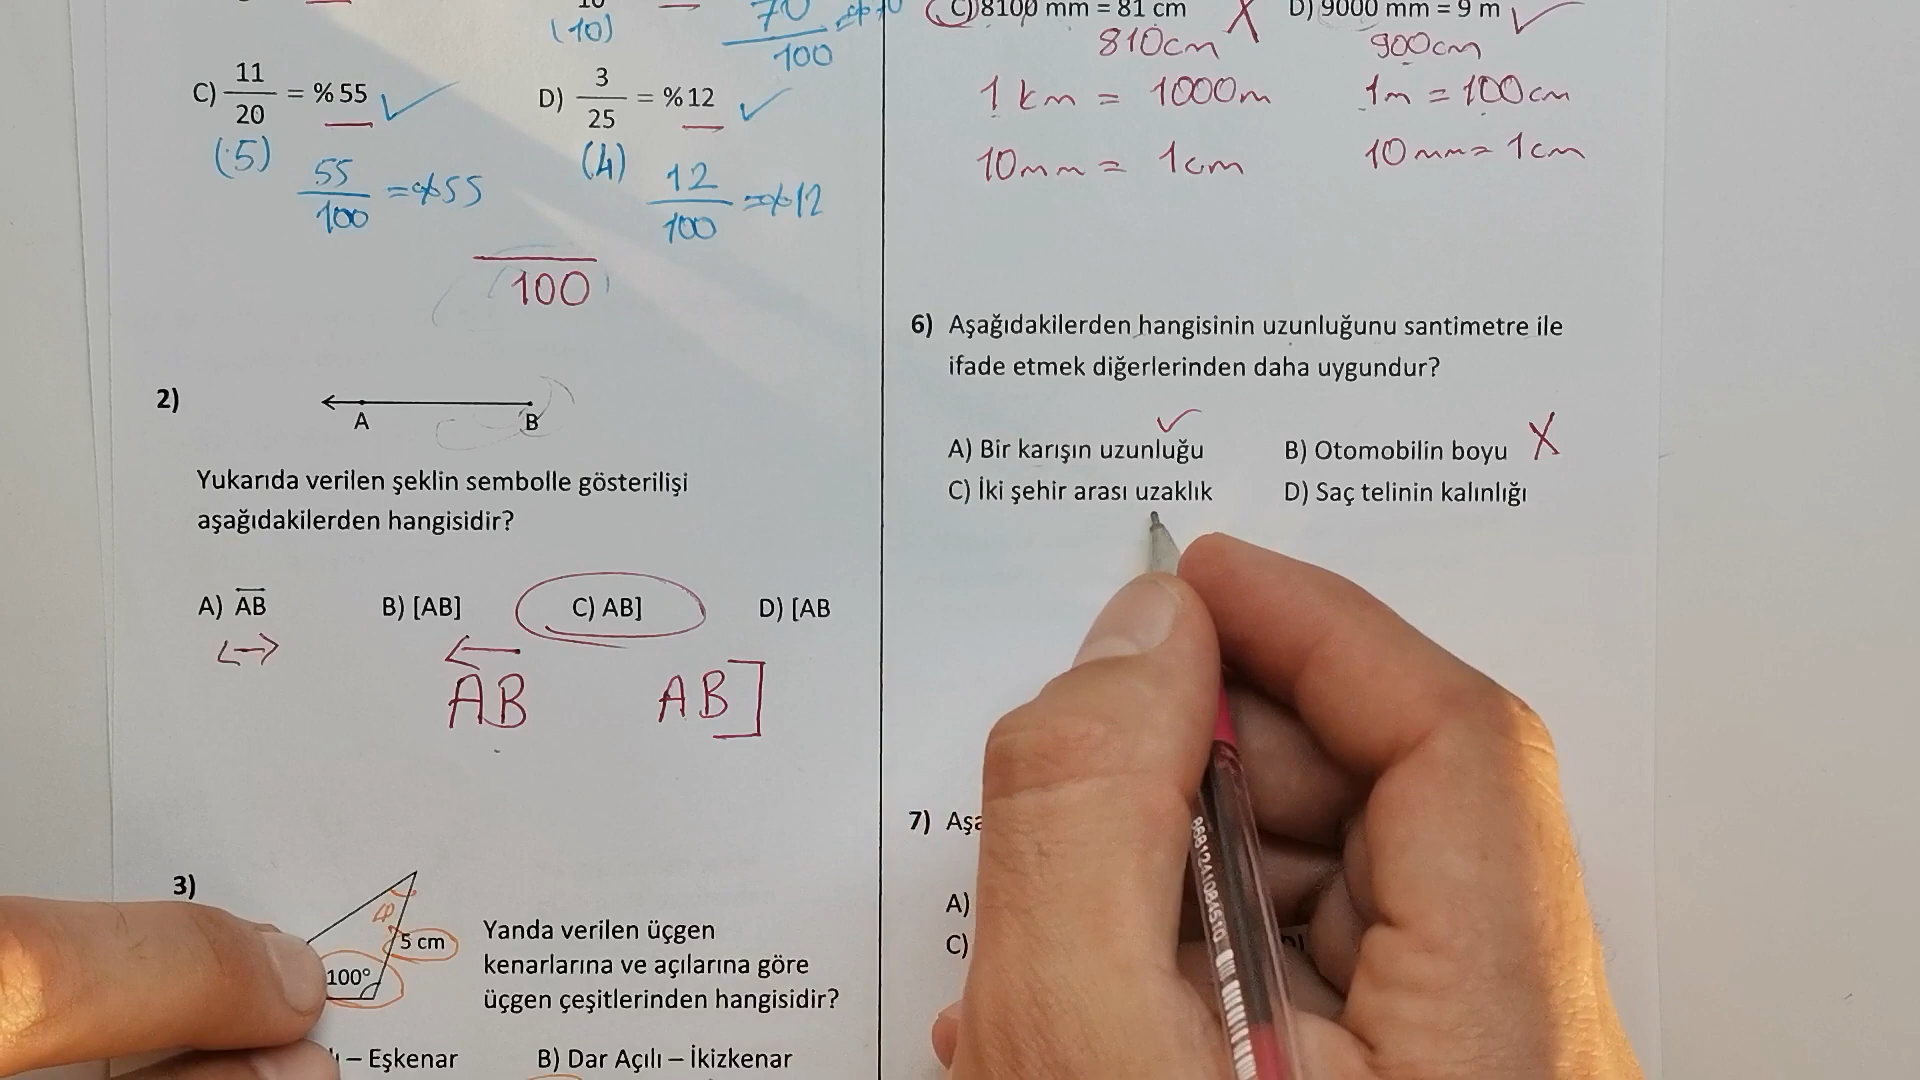 10
(10)
70
100
C) 11/20 = %55
D) 3/25 = %12
(5)
55/100 = %55
(4)
12/100 = %12
100
2)
A B
Yukarıda verilen şeklin sembolle gösterilişi
aşağıdakilerden hangisidir?
A) AB B) [AB] C) AB] D) [AB
AB AB]
3)
5 cm
100°
Yanda verilen üçgen
kenarlarına ve açılarına göre
üçgen çeşitlerinden hangisidir?
– Eşkenar B) Dar Açılı – İkizkenar
C) 8100 mm = 81 cm D) 9000 mm = 9 m
810cm 900cm
1 km = 1000m 1m = 100cm
10mm = 1cm 10mm = 1cm
6) Aşağıdakilerden hangisinin uzunluğunu santimetre ile
ifade etmek diğerlerinden daha uygundur?
A) Bir karışın uzunluğu B) Otomobilin boyu X
C) İki şehir arası uzaklık D) Saç telinin kalınlığı
7)
A)
C)
8681241084510